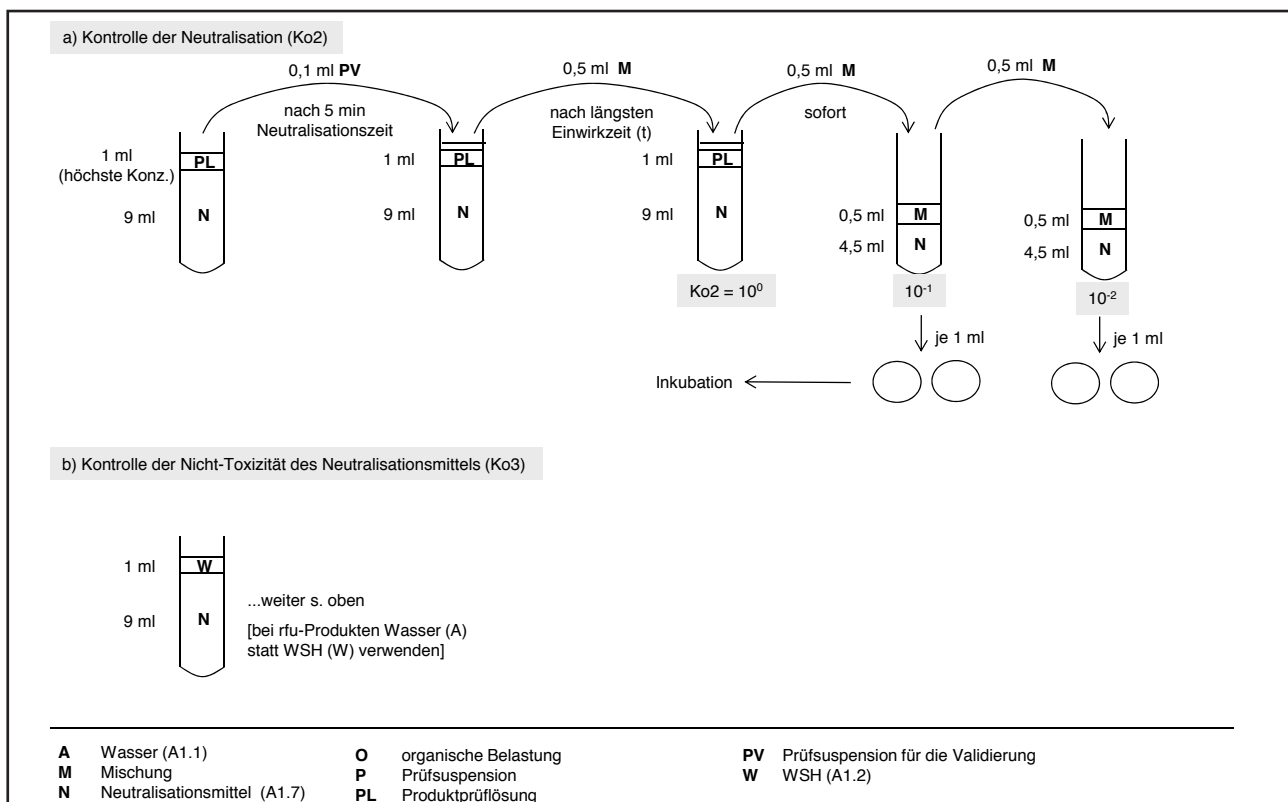 a) Kontrolle der Neutralisation (Ko2)
0,1 ml PV
0,5 ml M
0,5 ml M
0,5 ml M
nach 5 min
Neutralisationszeit
nach längsten
Einwirkzeit (t)
sofort
1 ml
(höchste Konz.)
PL
9 ml
N
1 ml
PL
9 ml
N
1 ml
PL
9 ml
N
0,5 ml
M
4,5 ml
N
0,5 ml
M
4,5 ml
N
Ko2 = 10⁰
10⁻¹
10⁻²
je 1 ml
je 1 ml
Inkubation
b) Kontrolle der Nicht-Toxizität des Neutralisationsmittels (Ko3)
1 ml
W
9 ml
N
...weiter s. oben
[bei rfu-Produkten Wasser (A)
statt WSH (W) verwenden]
A Wasser (A1.1)
M Mischung
N Neutralisationsmittel (A1.7)
O organische Belastung
P Prüfsuspension
PL Produktprüflösung
PV Prüfsuspension für die Validierung
W WSH (A1.2)